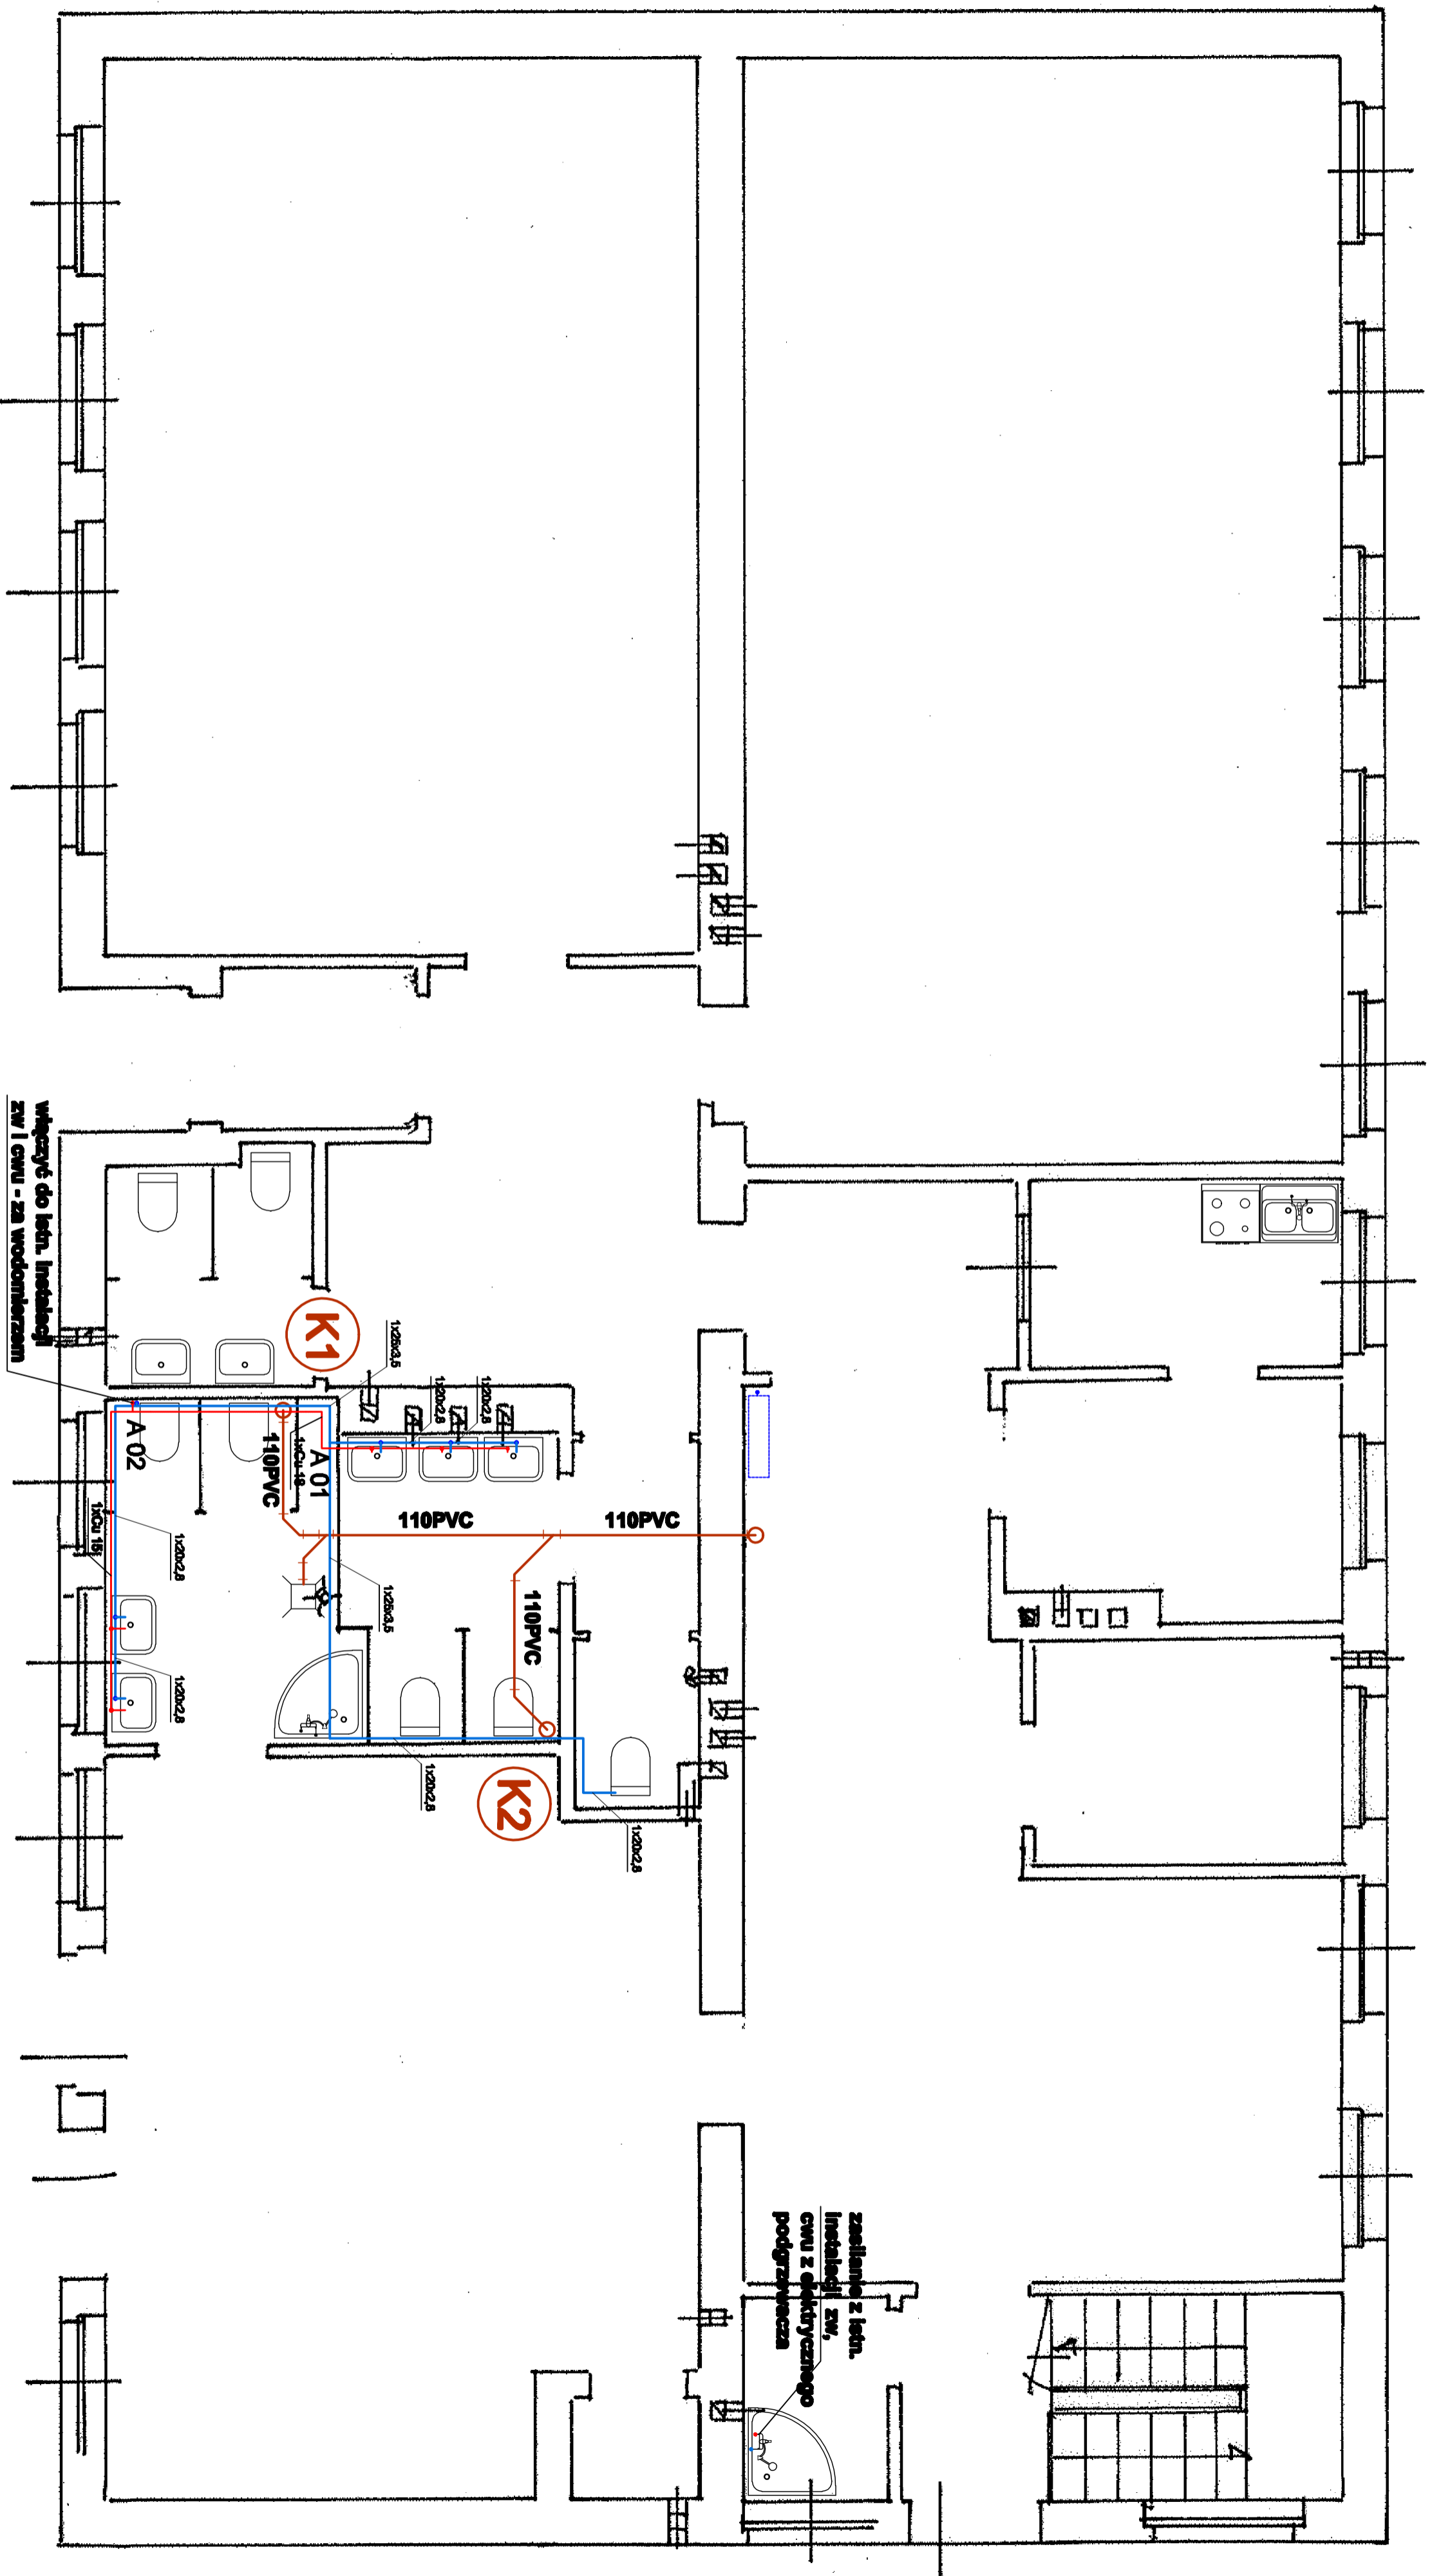 włączyć do istn. instalacji
zw i cwu - za wodomierzem
K1
1x25x3,5
1x20x2,8
1x20x2,8
A 02
110PVC
1xCu 18
A 01
110PVC
110PVC
1xCu 15
1x20x2,8
1x25x3,5
110PVC
1x20x2,8
1x20x2,8
K2
1x20x2,8
zasilanie z istn.
instalacji zw,
cwu z elektrycznego
podgrzewacza